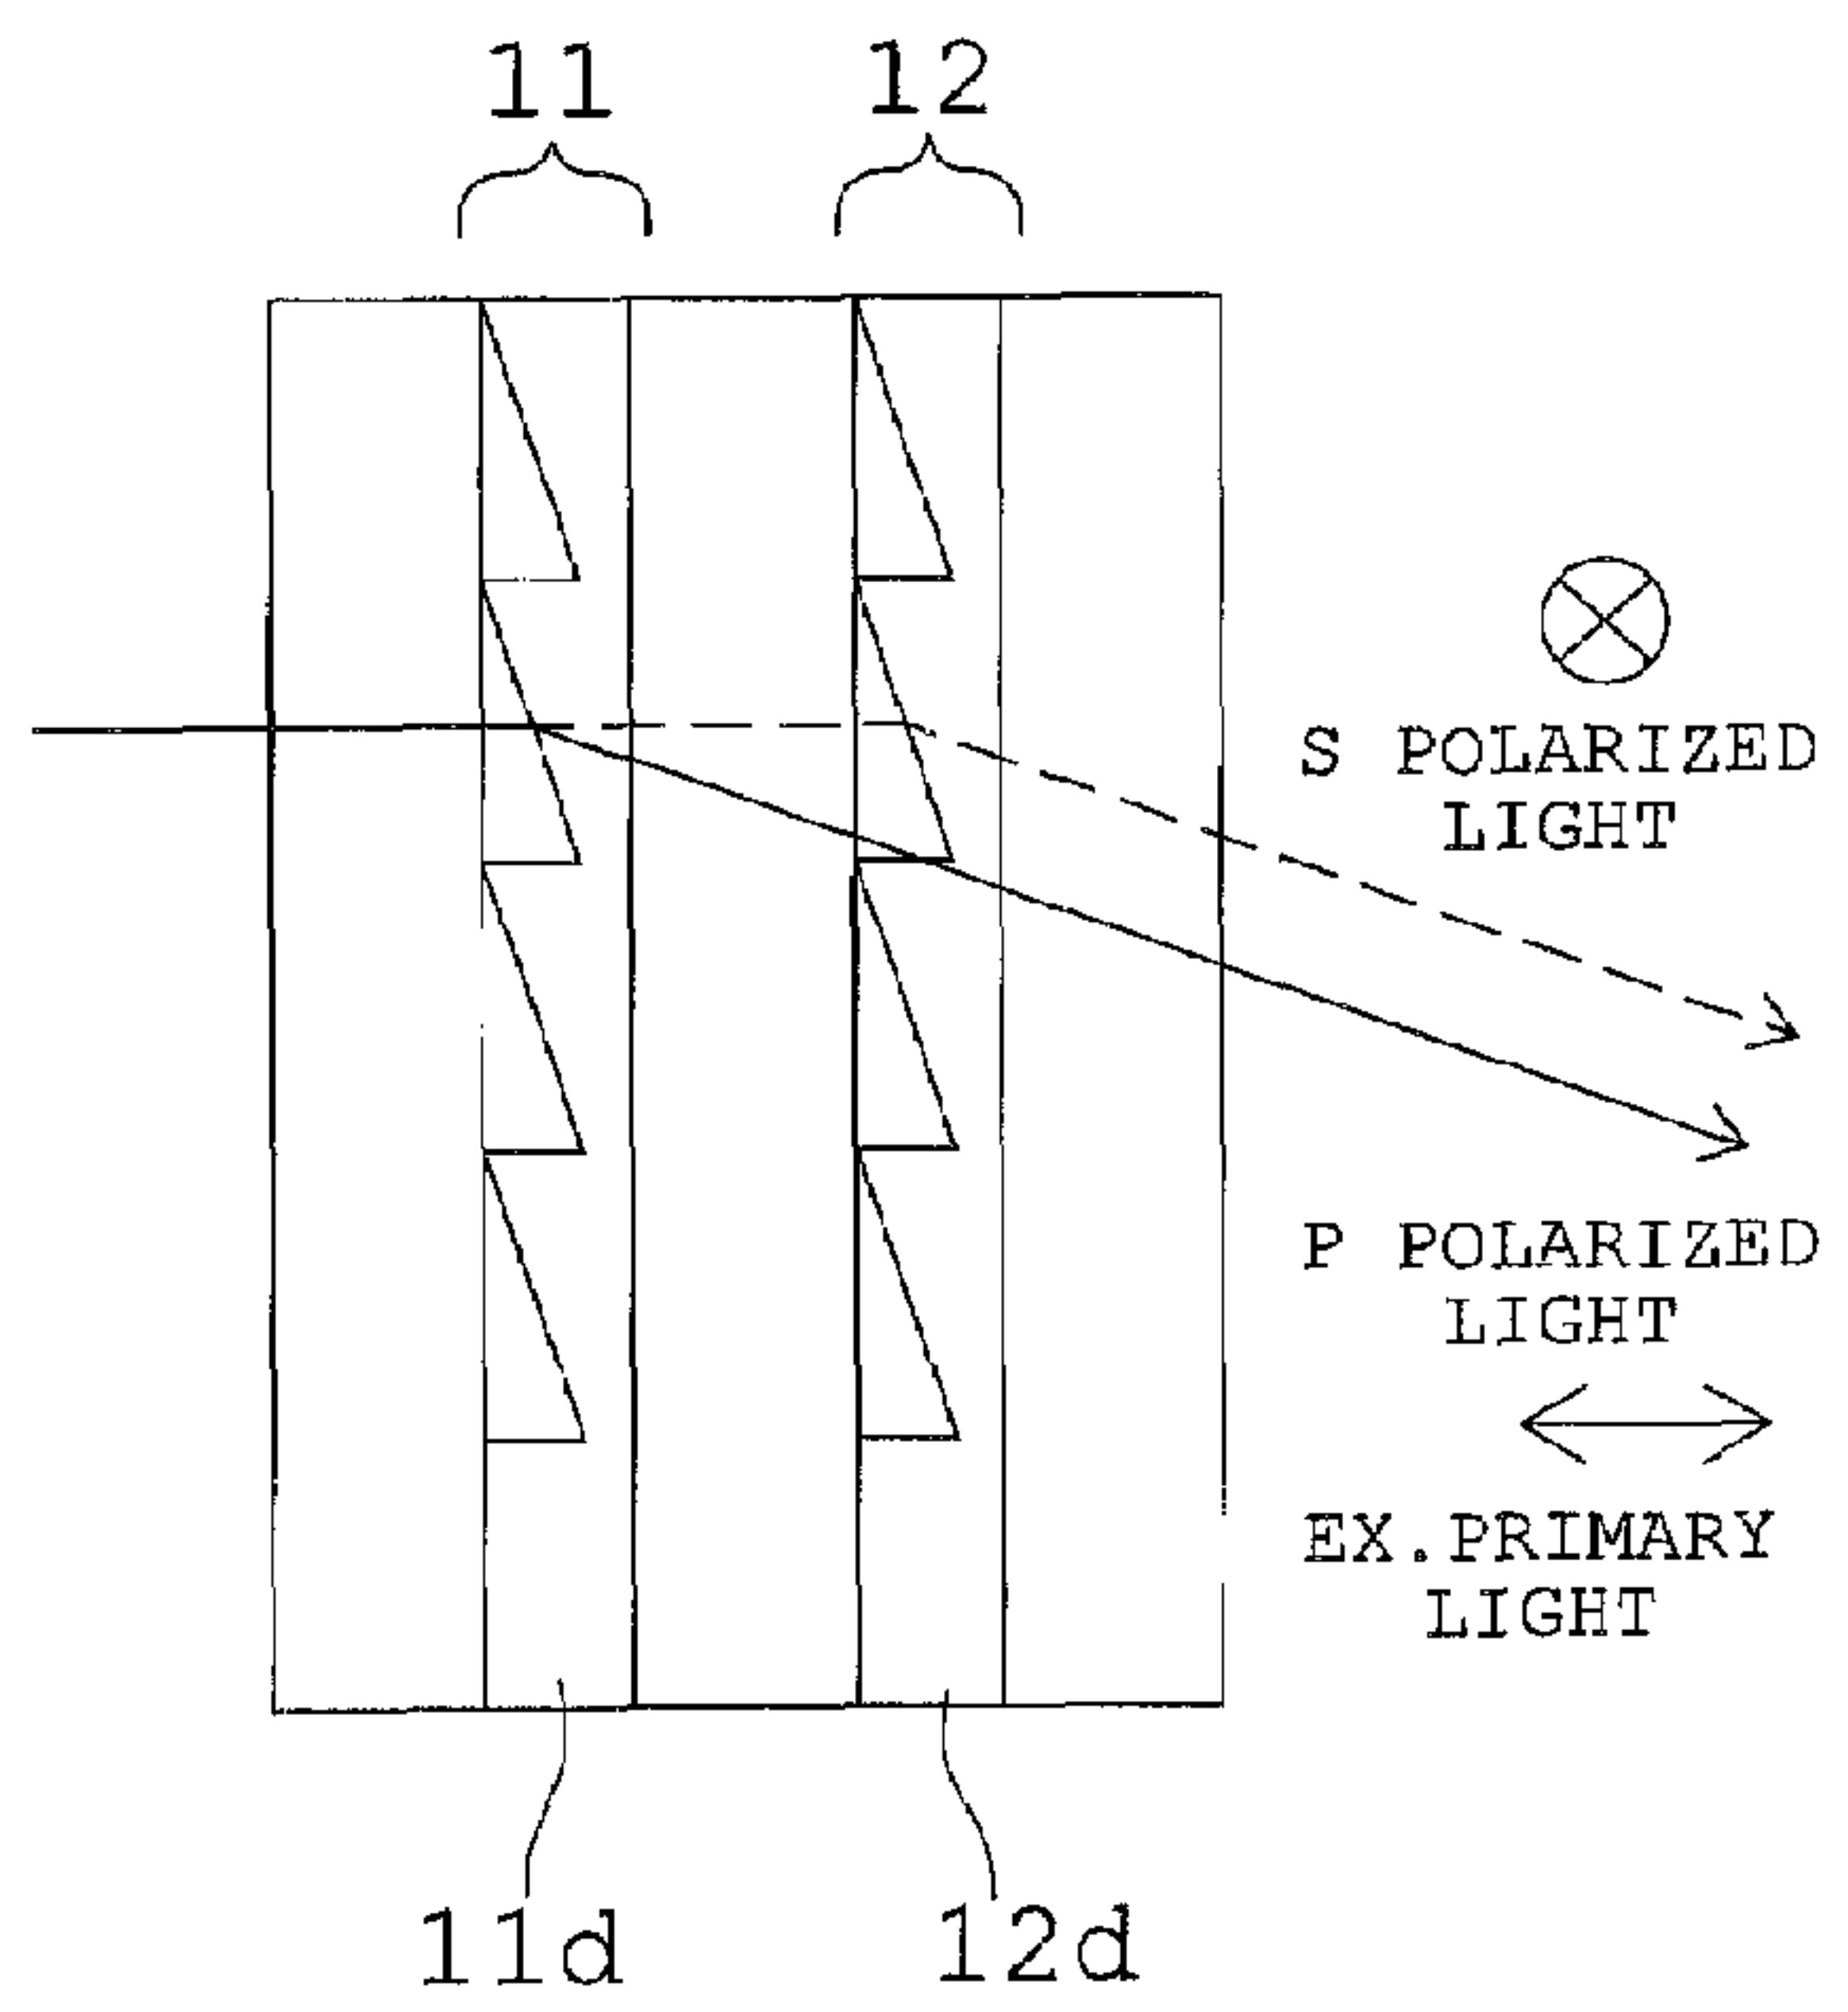 11
12
S POLARIZED
LIGHT
P POLARIZED
LIGHT
EX.PRIMARY
LIGHT
11d
12d